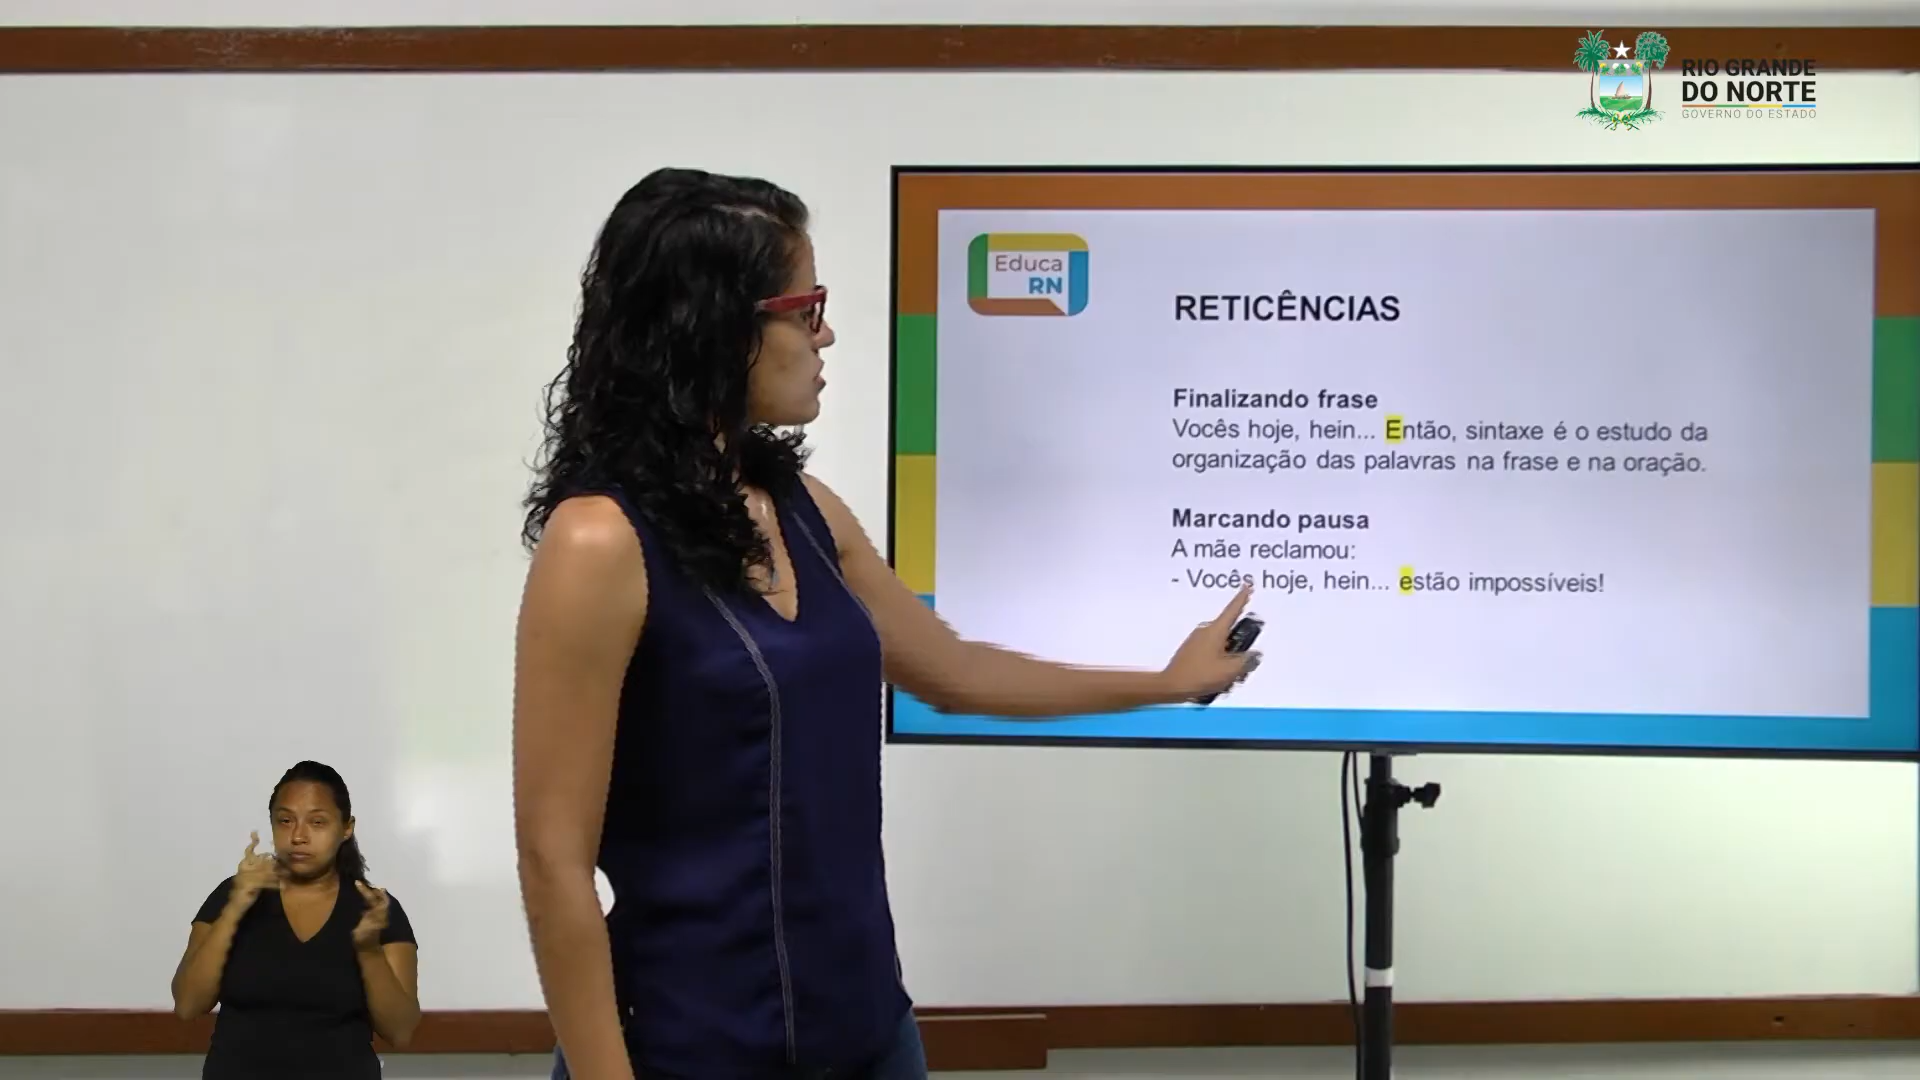 RIO GRANDE
DO NORTE
GOVERNO DO ESTADO
Educa
RN
RETICÊNCIAS
Finalizando frase
Vocês hoje, hein... Então, sintaxe é o estudo da
organização das palavras na frase e na oração.
Marcando pausa
A mãe reclamou:
- Vocês hoje, hein... estão impossíveis!